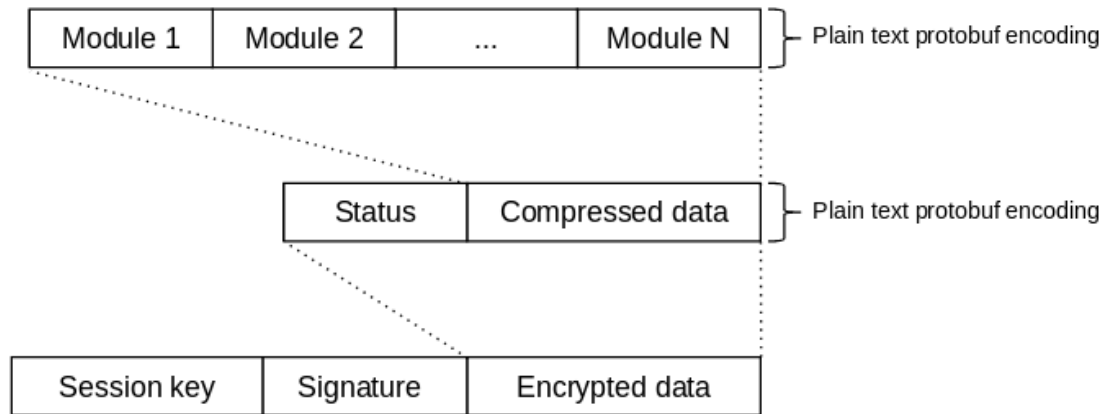 Module 1
Module 2
...
Module N
Plain text protobuf encoding
Status
Compressed data
Plain text protobuf encoding
Session key
Signature
Encrypted data